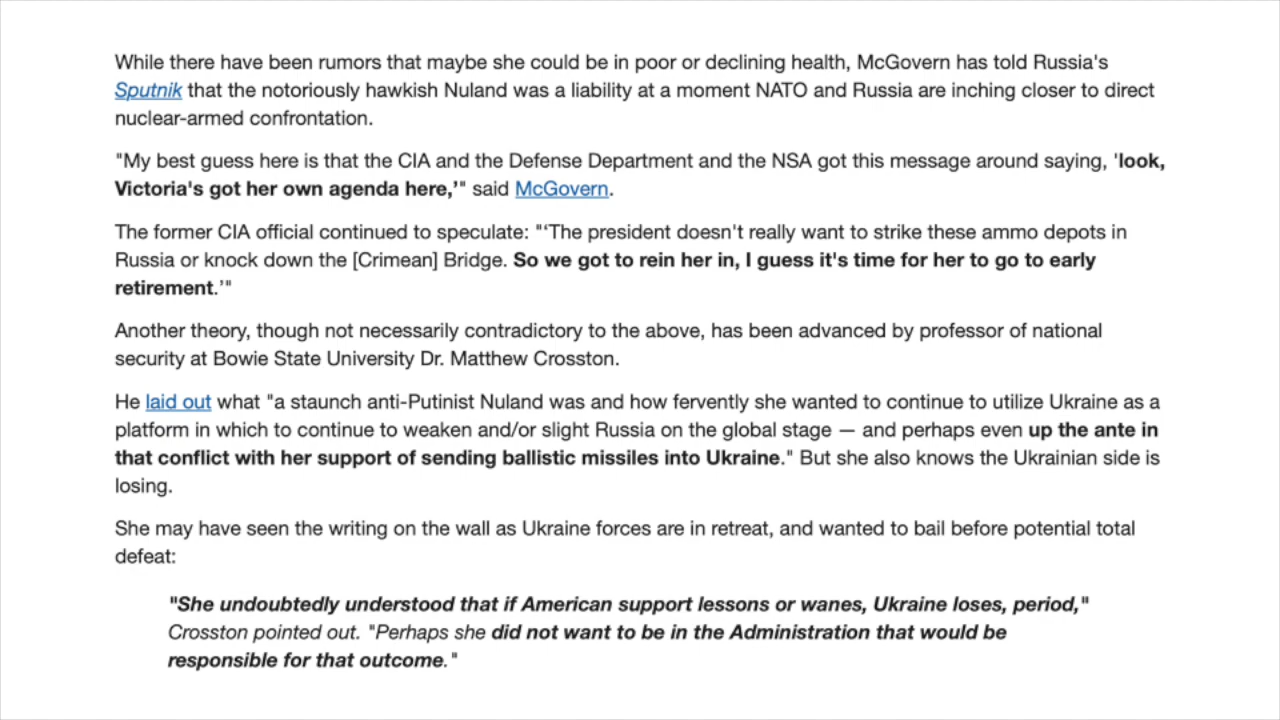 While there have been rumors that maybe she could be in poor or declining health, McGovern has told Russia's
Sputnik that the notoriously hawkish Nuland was a liability at a moment NATO and Russia are inching closer to direct
nuclear-armed confrontation.
"My best guess here is that the CIA and the Defense Department and the NSA got this message around saying, 'look,
Victoria's got her own agenda here,’" said McGovern.
The former CIA official continued to speculate: "‘The president doesn't really want to strike these ammo depots in
Russia or knock down the [Crimean] Bridge. So we got to rein her in, I guess it's time for her to go to early
retirement.’"
Another theory, though not necessarily contradictory to the above, has been advanced by professor of national
security at Bowie State University Dr. Matthew Crosston.
He laid out what "a staunch anti-Putinist Nuland was and how fervently she wanted to continue to utilize Ukraine as a
platform in which to continue to weaken and/or slight Russia on the global stage — and perhaps even up the ante in
that conflict with her support of sending ballistic missiles into Ukraine." But she also knows the Ukrainian side is
losing.
She may have seen the writing on the wall as Ukraine forces are in retreat, and wanted to bail before potential total
defeat:
"She undoubtedly understood that if American support lessons or wanes, Ukraine loses, period,"
Crosston pointed out. "Perhaps she did not want to be in the Administration that would be
responsible for that outcome."